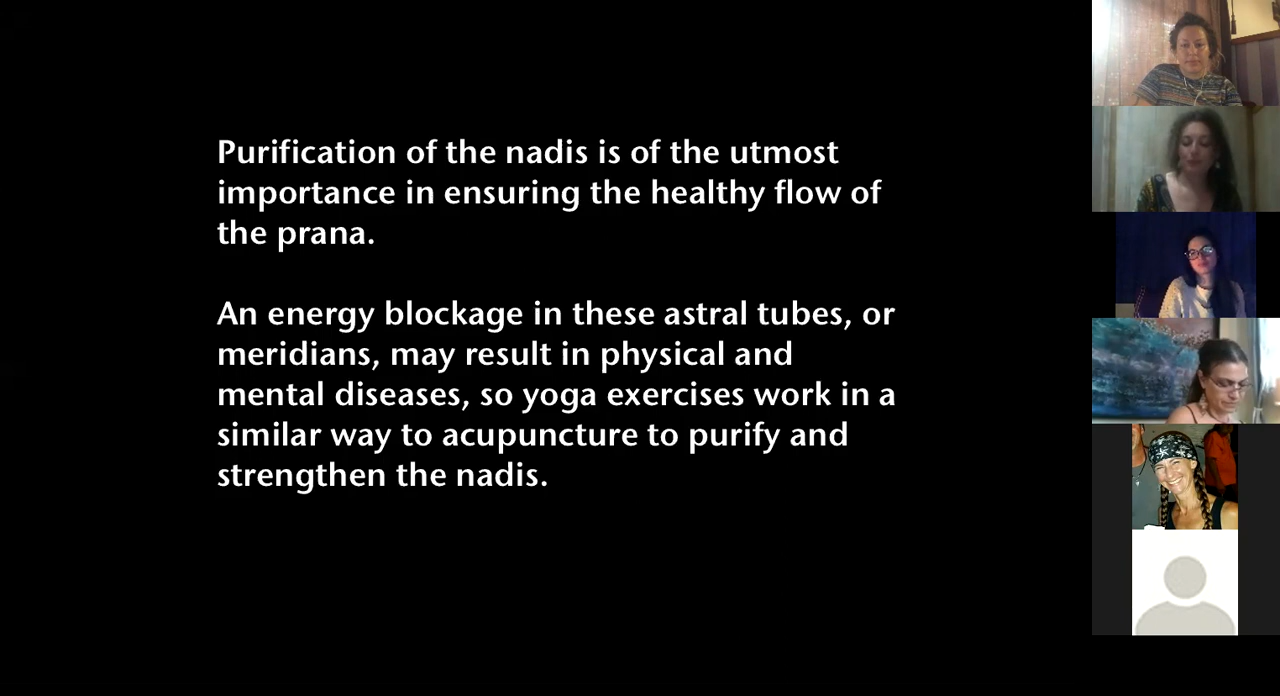 Purification of the nadis is of the utmost
importance in ensuring the healthy flow of
the prana.
An energy blockage in these astral tubes, or
meridians, may result in physical and
mental diseases, so yoga exercises work in a
similar way to acupuncture to purify and
strengthen the nadis.